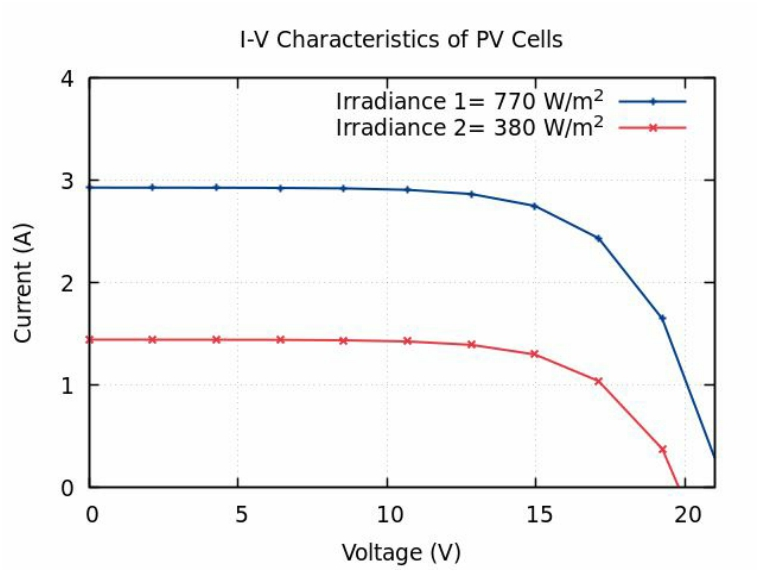 I-V Characteristics of PV Cells
Irradiance 1= 770 W/m²
Irradiance 2= 380 W/m²
4
3
2
1
0
Current (A)
0 5 10 15 20
Voltage (V)